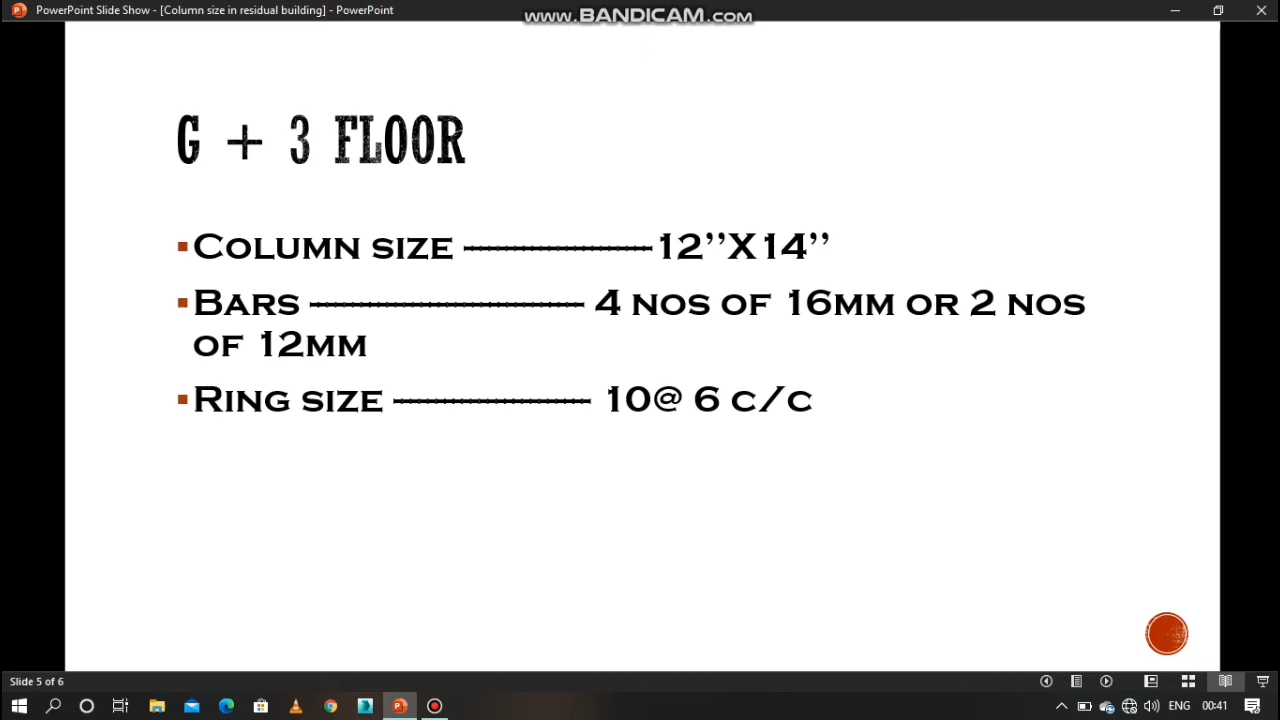 PowerPoint Slide Show - [Column size in residual building] - PowerPoint
www.BANDICAM.com
G + 3 FLOOR
▪COLUMN SIZE -------------------- 12’’X14’’
▪BARS ----------------------------- 4 NOS OF 16MM OR 2 NOS
OF 12MM
▪RING SIZE --------------------- 10@ 6 C/C
Slide 5 of 6
ENG
00:41